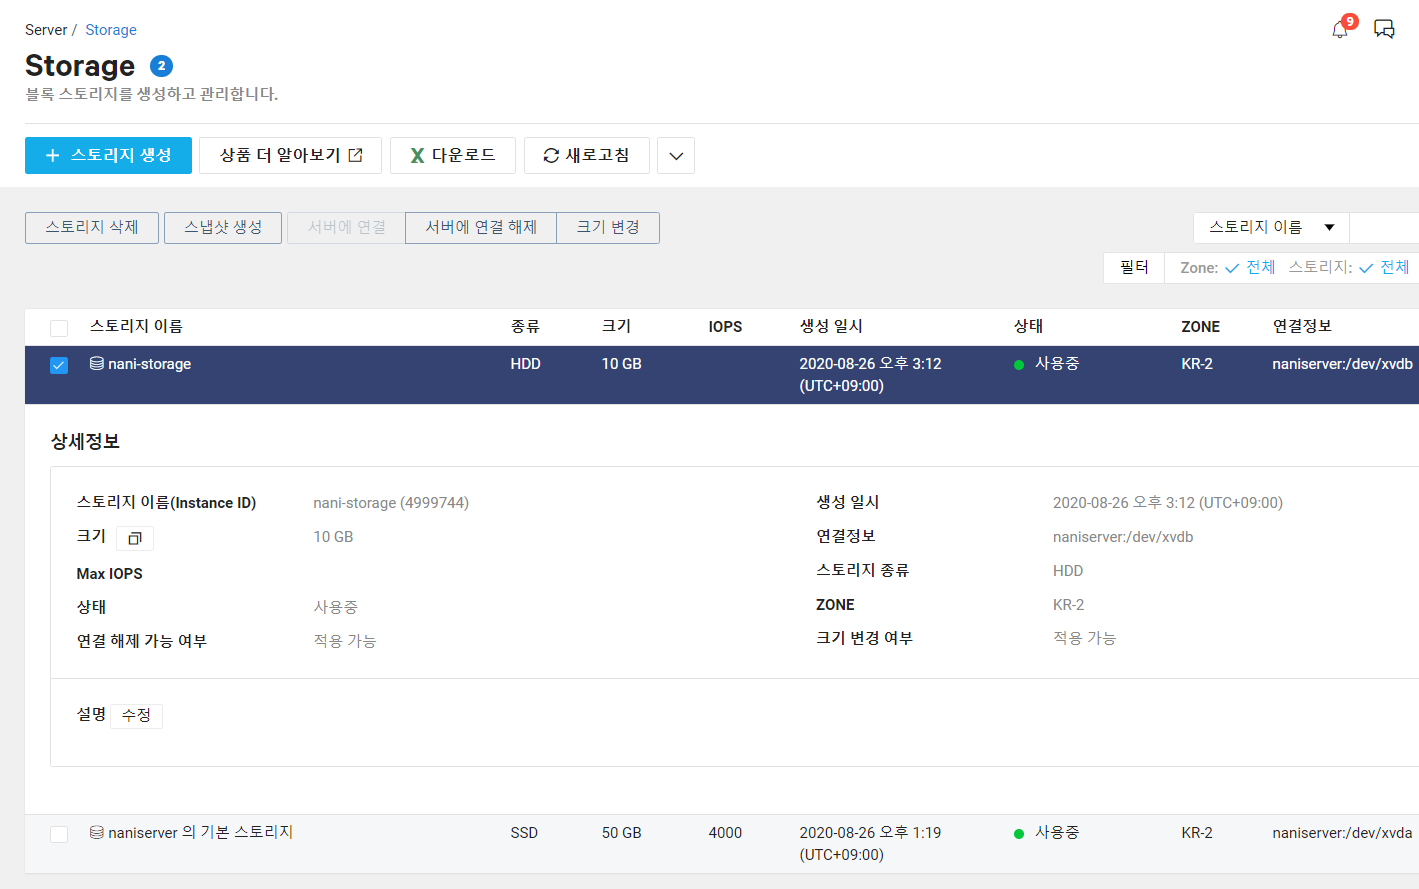 Server / Storage
9
Storage 2
블록 스토리지를 생성하고 관리합니다.
+ 스토리지 생성 상품 더 알아보기 다운로드 새로고침
스토리지 삭제 스냅샷 생성 서버에 연결 서버에 연결 해제 크기 변경 스토리지 이름
필터 Zone: 전체 스토리지: 전체
스토리지 이름 종류 크기 IOPS 생성 일시 상태 ZONE 연결정보
nani-storage HDD 10 GB 2020-08-26 오후 3:12 사용중 KR-2 naniserver:/dev/xvdb
(UTC+09:00)
상세정보
스토리지 이름(Instance ID) nani-storage (4999744) 생성 일시 2020-08-26 오후 3:12 (UTC+09:00)
크기 10 GB 연결정보 naniserver:/dev/xvdb
Max IOPS 스토리지 종류 HDD
상태 사용중 ZONE KR-2
연결 해제 가능 여부 적용 가능 크기 변경 여부 적용 가능
설명 수정
naniserver 의 기본 스토리지 SSD 50 GB 4000 2020-08-26 오후 1:19 사용중 KR-2 naniserver:/dev/xvda
(UTC+09:00)